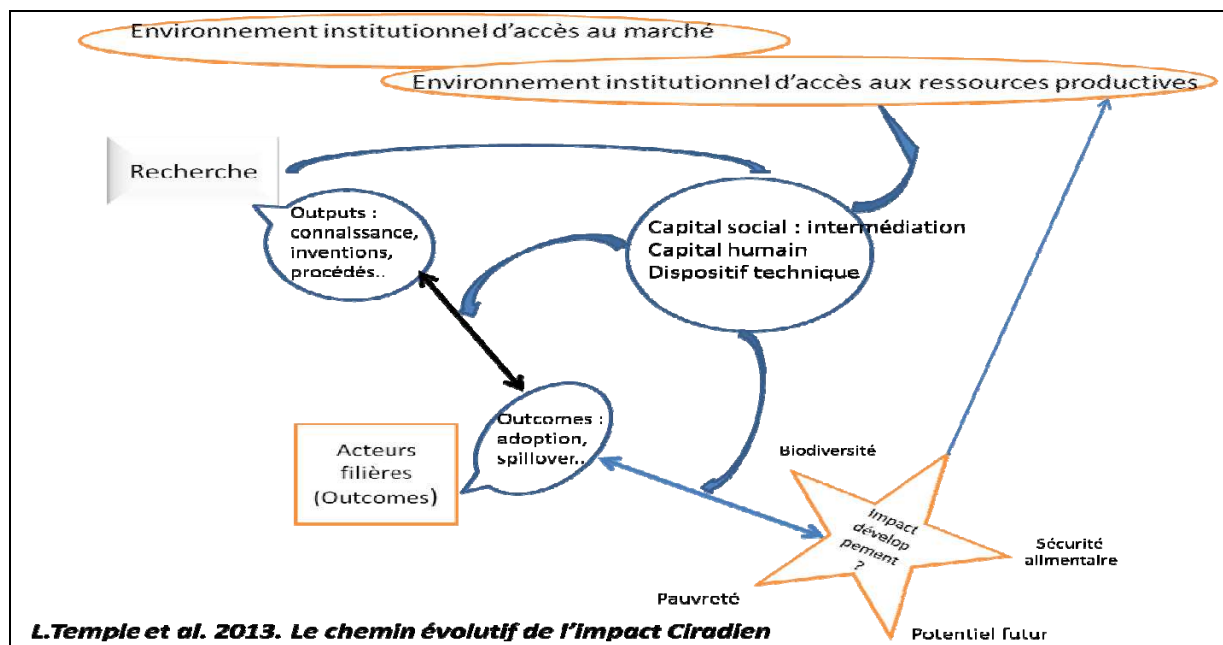 Environnement institutionnel d'accès au marché
Environnement institutionnel d'accès aux ressources productives
Recherche
Outputs :
connaissance,
inventions,
procédés..
Capital social : intermédiation
Capital humain
Dispositif technique
Outcomes :
adoption,
spillover..
Acteurs
filières
(Outcomes)
Biodiversité
Impact
dévelop
pement
?
Sécurité
alimentaire
Pauvreté
Potentiel futur
L.Temple et al. 2013. Le chemin évolutif de l'impact Ciradien